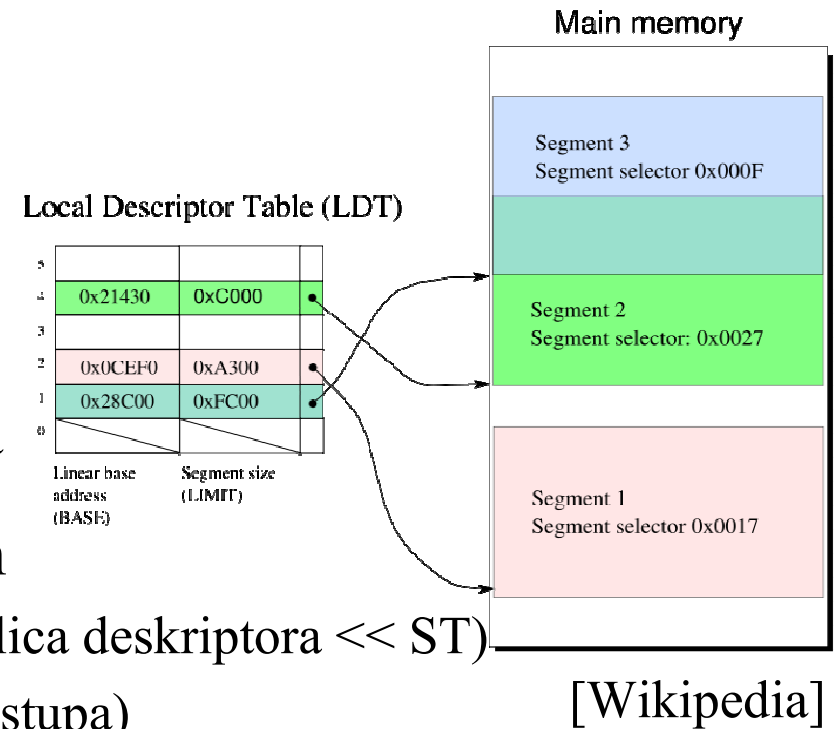 Main memory
Segment 3
Segment selector 0x000F
Local Descriptor Table (LDT)
5
4 0x21430 0xC000
3
2 0x0CEF0 0xA300
1 0x28C00 0xFC00
0
Linear base
address
(BASE)
Segment size
(LIMIT)
Segment 2
Segment selector: 0x0027
Segment 1
Segment selector 0x0017
lica deskriptora << ST)
stupa)
[Wikipedia]